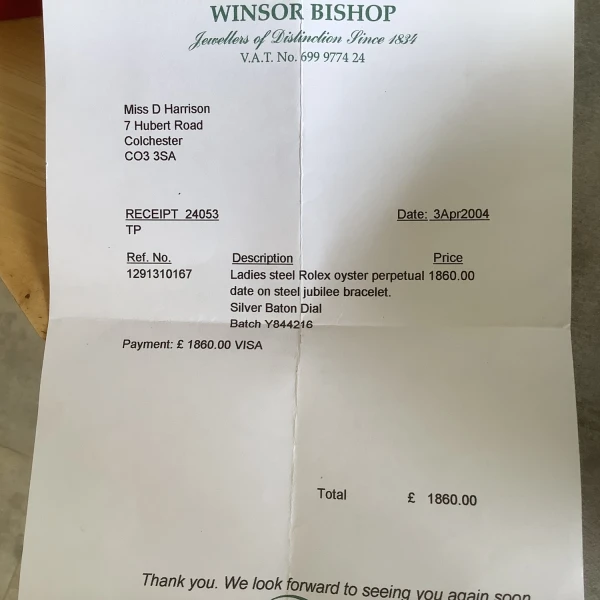 WINSOR BISHOP
Jewellers of Distinction Since 1834
V.A.T. No. 699 9774 24
Miss D Harrison
7 Hubert Road
Colchester
CO3 3SA
RECEIPT 24053 Date: 3Apr2004
TP
Ref. No. Description Price
1291310167 Ladies steel Rolex oyster perpetual 1860.00
date on steel jubilee bracelet.
Silver Baton Dial
Batch Y844216
Payment: £ 1860.00 VISA
Total £ 1860.00
Thank you. We look forward to seeing you again soon